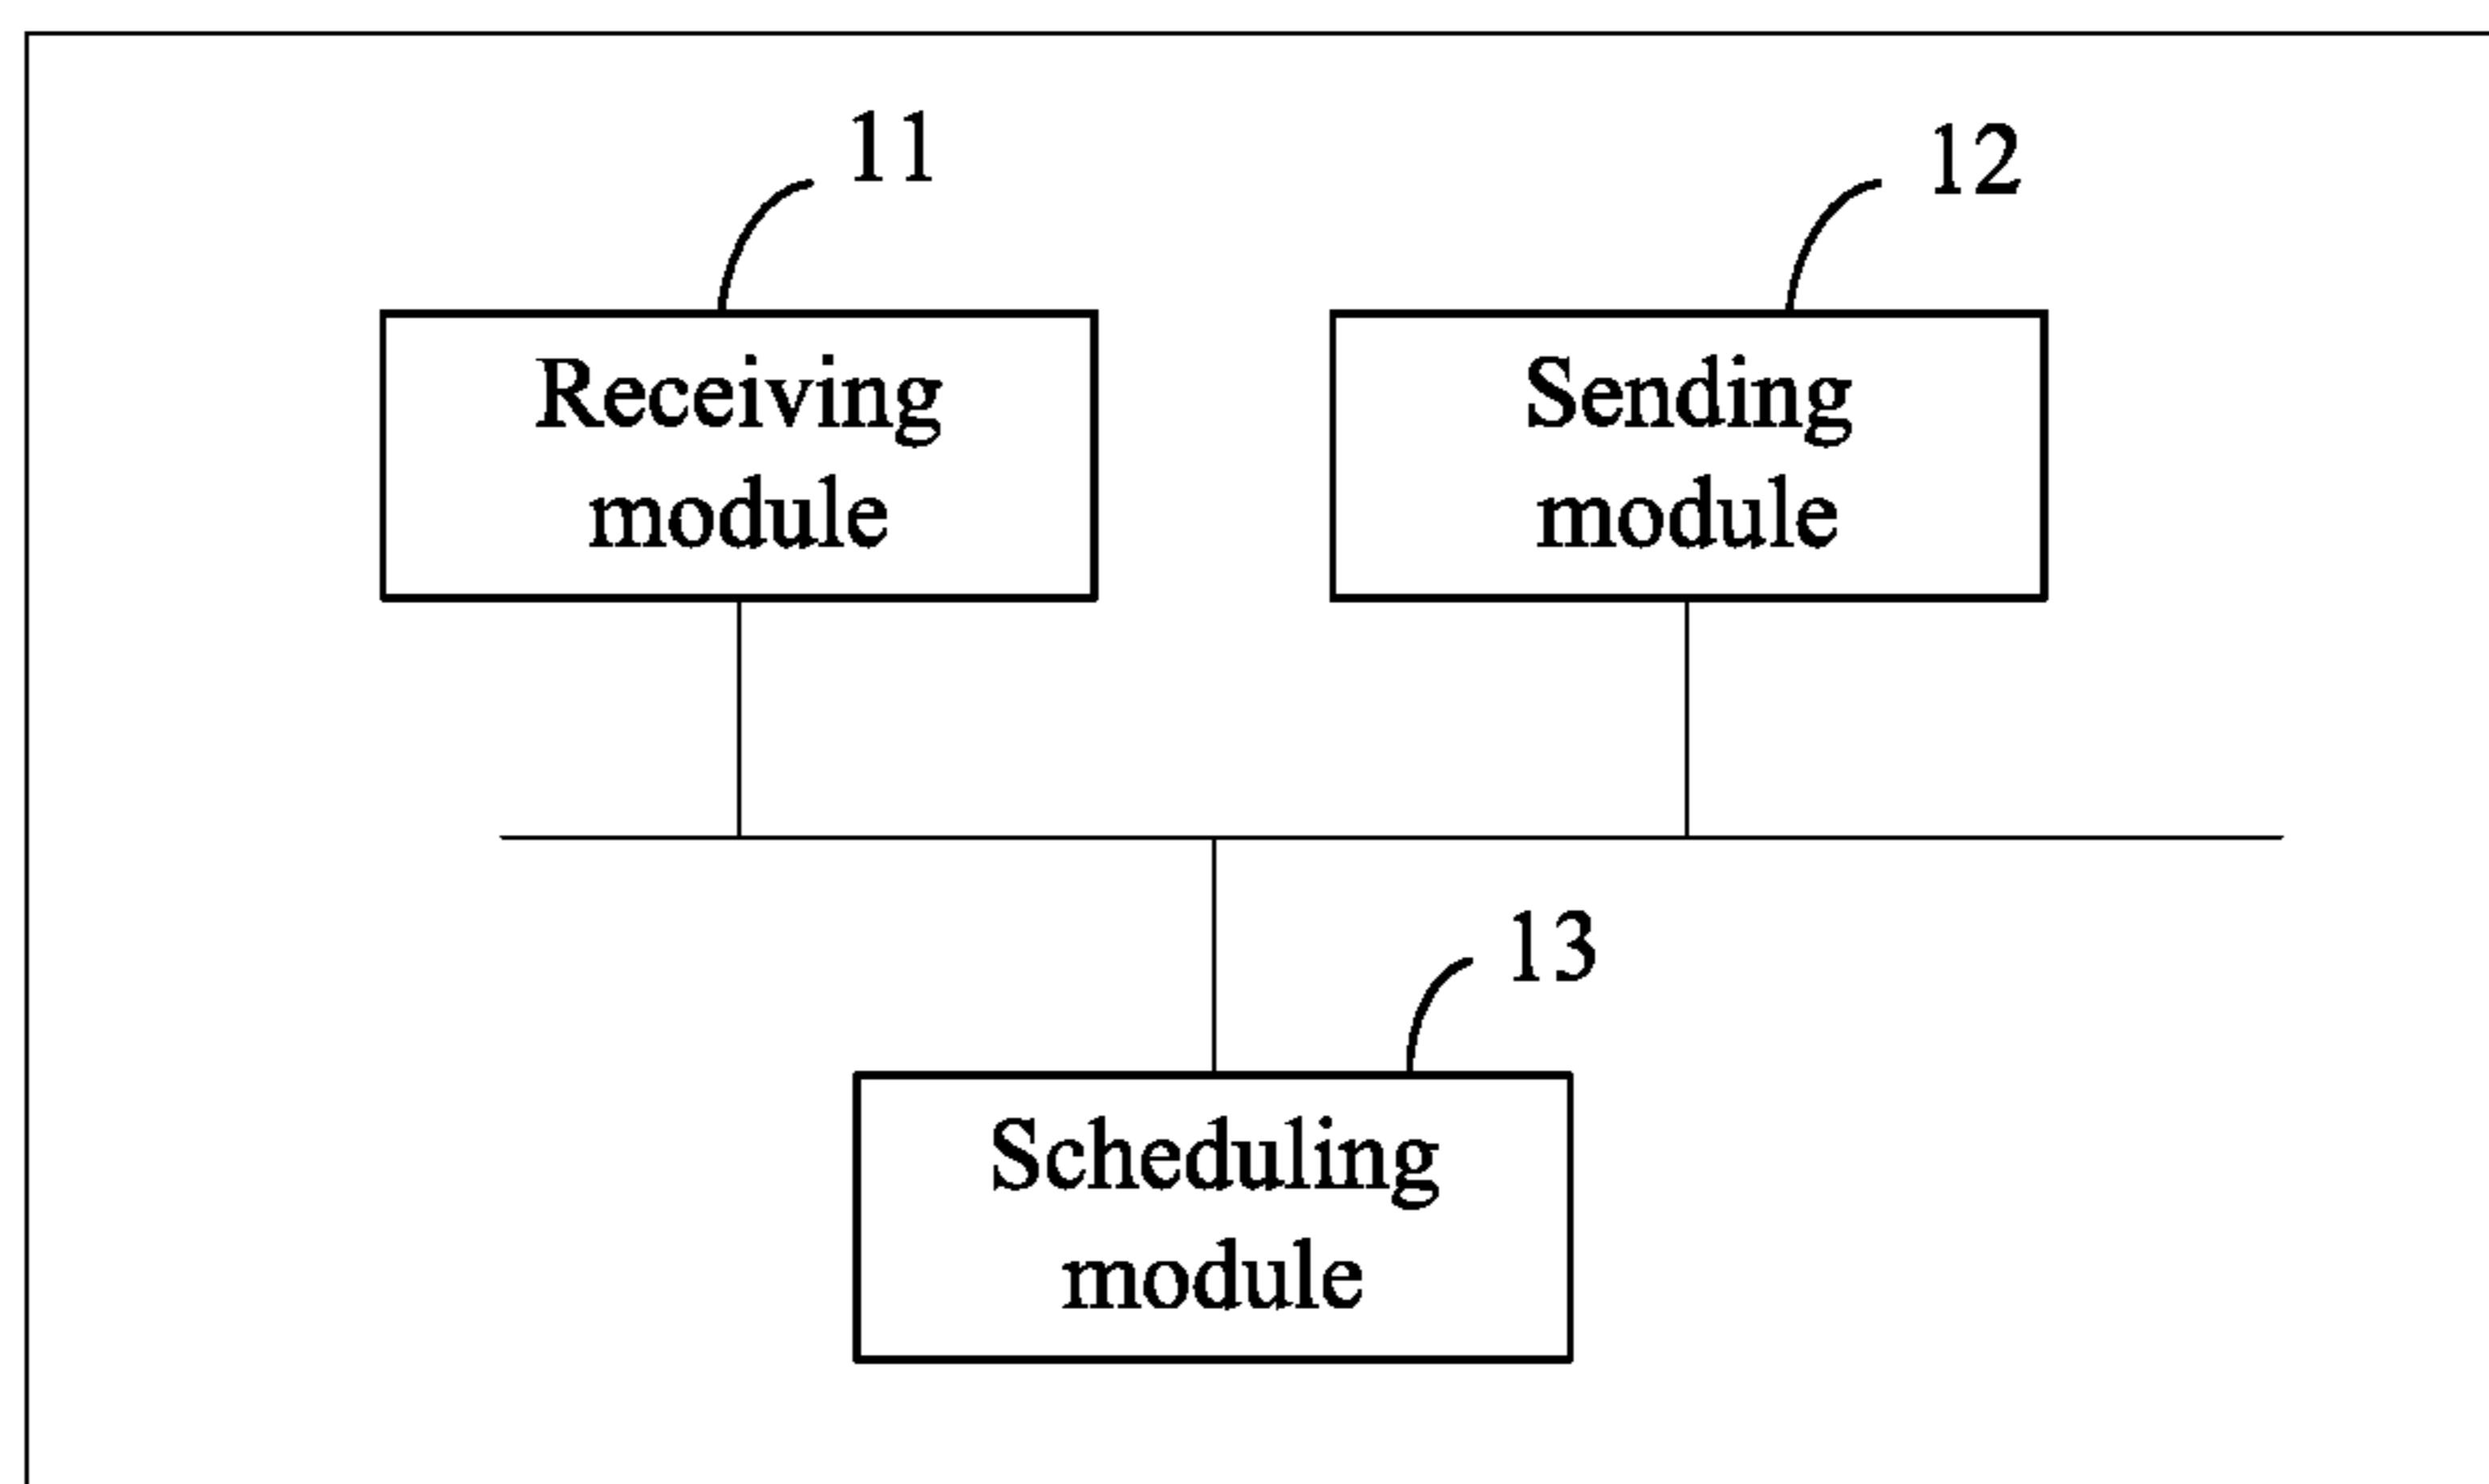 11
12
Receiving
module
Sending
module
13
Scheduling
module